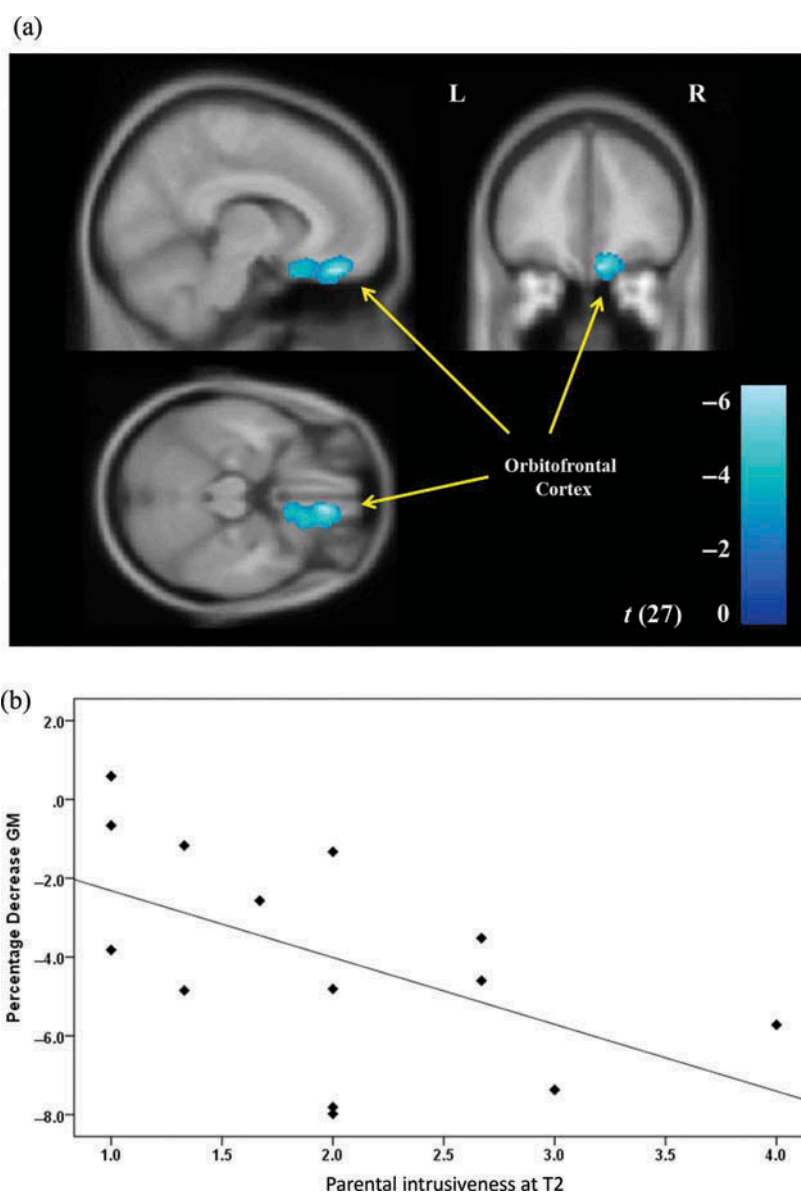 (a)
L R
Orbitofrontal
Cortex
–6
–4
–2
t (27) 0
(b)
2.0
.0
–2.0
–4.0
–6.0
–8.0
Percentage Decrease GM
1.0 1.5 2.0 2.5 3.0 3.5 4.0
Parental intrusiveness at T2